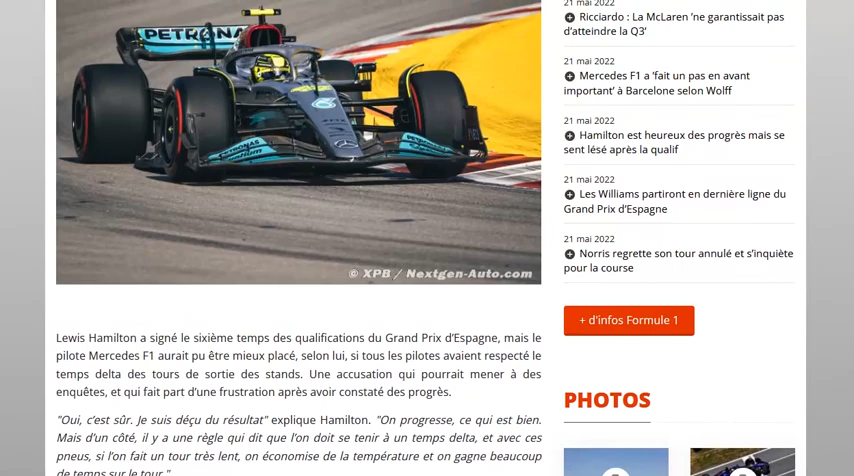 PETRONAS
PETRONAS
PETRONAS
© XPB / Nextgen-Auto.com
Lewis Hamilton a signé le sixième temps des qualifications du Grand Prix d’Espagne, mais le
pilote Mercedes F1 aurait pu être mieux placé, selon lui, si tous les pilotes avaient respecté le
temps delta des tours de sortie des stands. Une accusation qui pourrait mener à des
enquêtes, et qui fait part d’une frustration après avoir constaté des progrès.
"Oui, c’est sûr. Je suis déçu du résultat" explique Hamilton. "On progresse, ce qui est bien.
Mais d’un côté, il y a une règle qui dit que l’on doit se tenir à un temps delta, et avec ces
pneus, si l’on fait un tour très lent, on économise de la température et on gagne beaucoup
de temps sur le tour."
21 mai 2022
Ricciardo : La McLaren ’ne garantissait pas
d’atteindre la Q3’
21 mai 2022
Mercedes F1 a ’fait un pas en avant
important’ à Barcelone selon Wolff
21 mai 2022
Hamilton est heureux des progrès mais se
sent lésé après la qualif
21 mai 2022
Les Williams partiront en dernière ligne du
Grand Prix d’Espagne
21 mai 2022
Norris regrette son tour annulé et s’inquiète
pour la course
+ d’infos Formule 1
PHOTOS